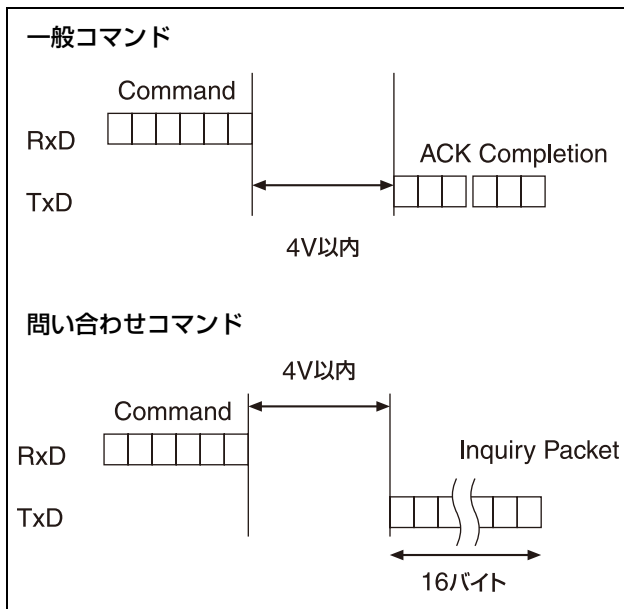 一般コマンド
Command
RxD
ACK Completion
TxD
4V以内
問い合わせコマンド
4V以内
Command
RxD
Inquiry Packet
TxD
16バイト